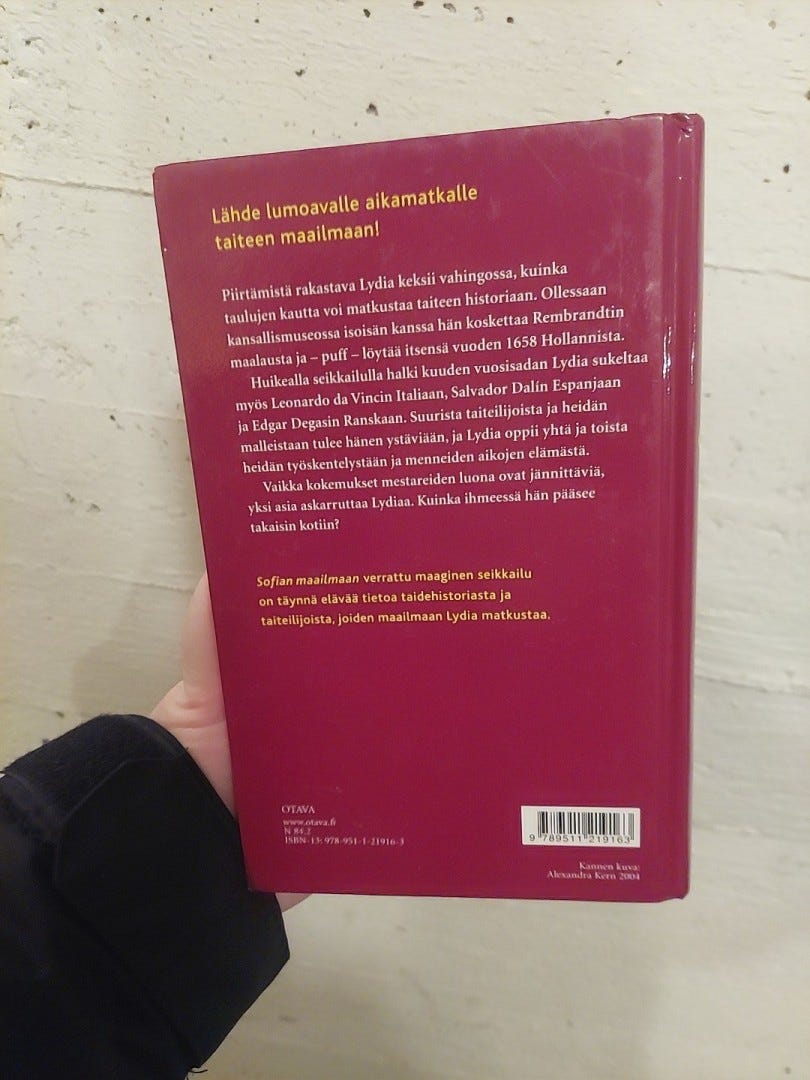 Lähde lumoavalle aikamatkalle
taiteen maailmaan!
Piirtämistä rakastava Lydia keksii vahingossa, kuinka
taulujen kautta voi matkustaa taiteen historiaan. Ollessaan
kansallismuseossa isoisän kanssa hän koskettaa Rembrandtin
maalausta ja – puff – löytää itsensä vuoden 1658 Hollannista.
Huikealla seikkailulla halki kuuden vuosisadan Lydia sukeltaa
myös Leonardo da Vincin Italiaan, Salvador Dalín Espanjaan
ja Edgar Degasin Ranskaan. Suurista taiteilijoista ja heidän
malleistaan tulee hänen ystäviään, ja Lydia oppii yhtä ja toista
heidän työskentelystään ja menneiden aikojen elämästä.
Vaikka kokemukset mestareiden luona ovat jännittäviä,
yksi asia askarruttaa Lydiaa. Kuinka ihmeessä hän pääsee
takaisin kotiin?
Sofian maailmaan verrattu maaginen seikkailu
on täynnä elävää tietoa taidehistoriasta ja
taiteilijoista, joiden maailmaan Lydia matkustaa.
OTAVA
www.otava.fi
N 84.2
ISBN-13: 978-951-1-21916-3
9 789511 219163
Kannen kuva:
Alexandra Kern 2004